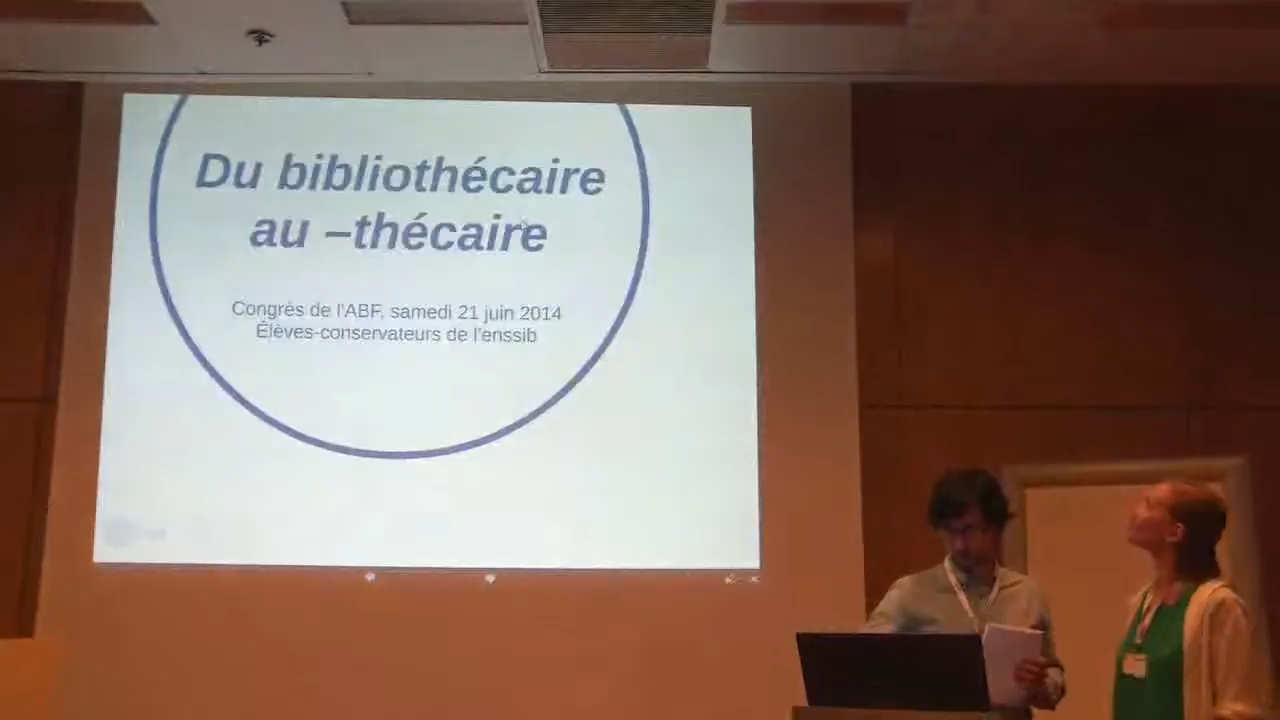 Du bibliothécaire
au –thécaire
Congrès de l'ABF, samedi 21 juin 2014
Élèves-conservateurs de l'enssib